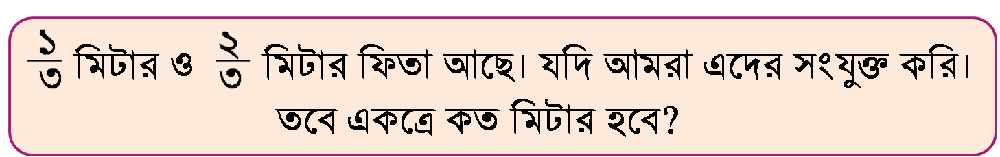 ১/৩ মিটার ও ২/৩ মিটার ফিতা আছে। যদি আমরা এদের সংযুক্ত করি।
তবে একত্রে কত মিটার হবে?